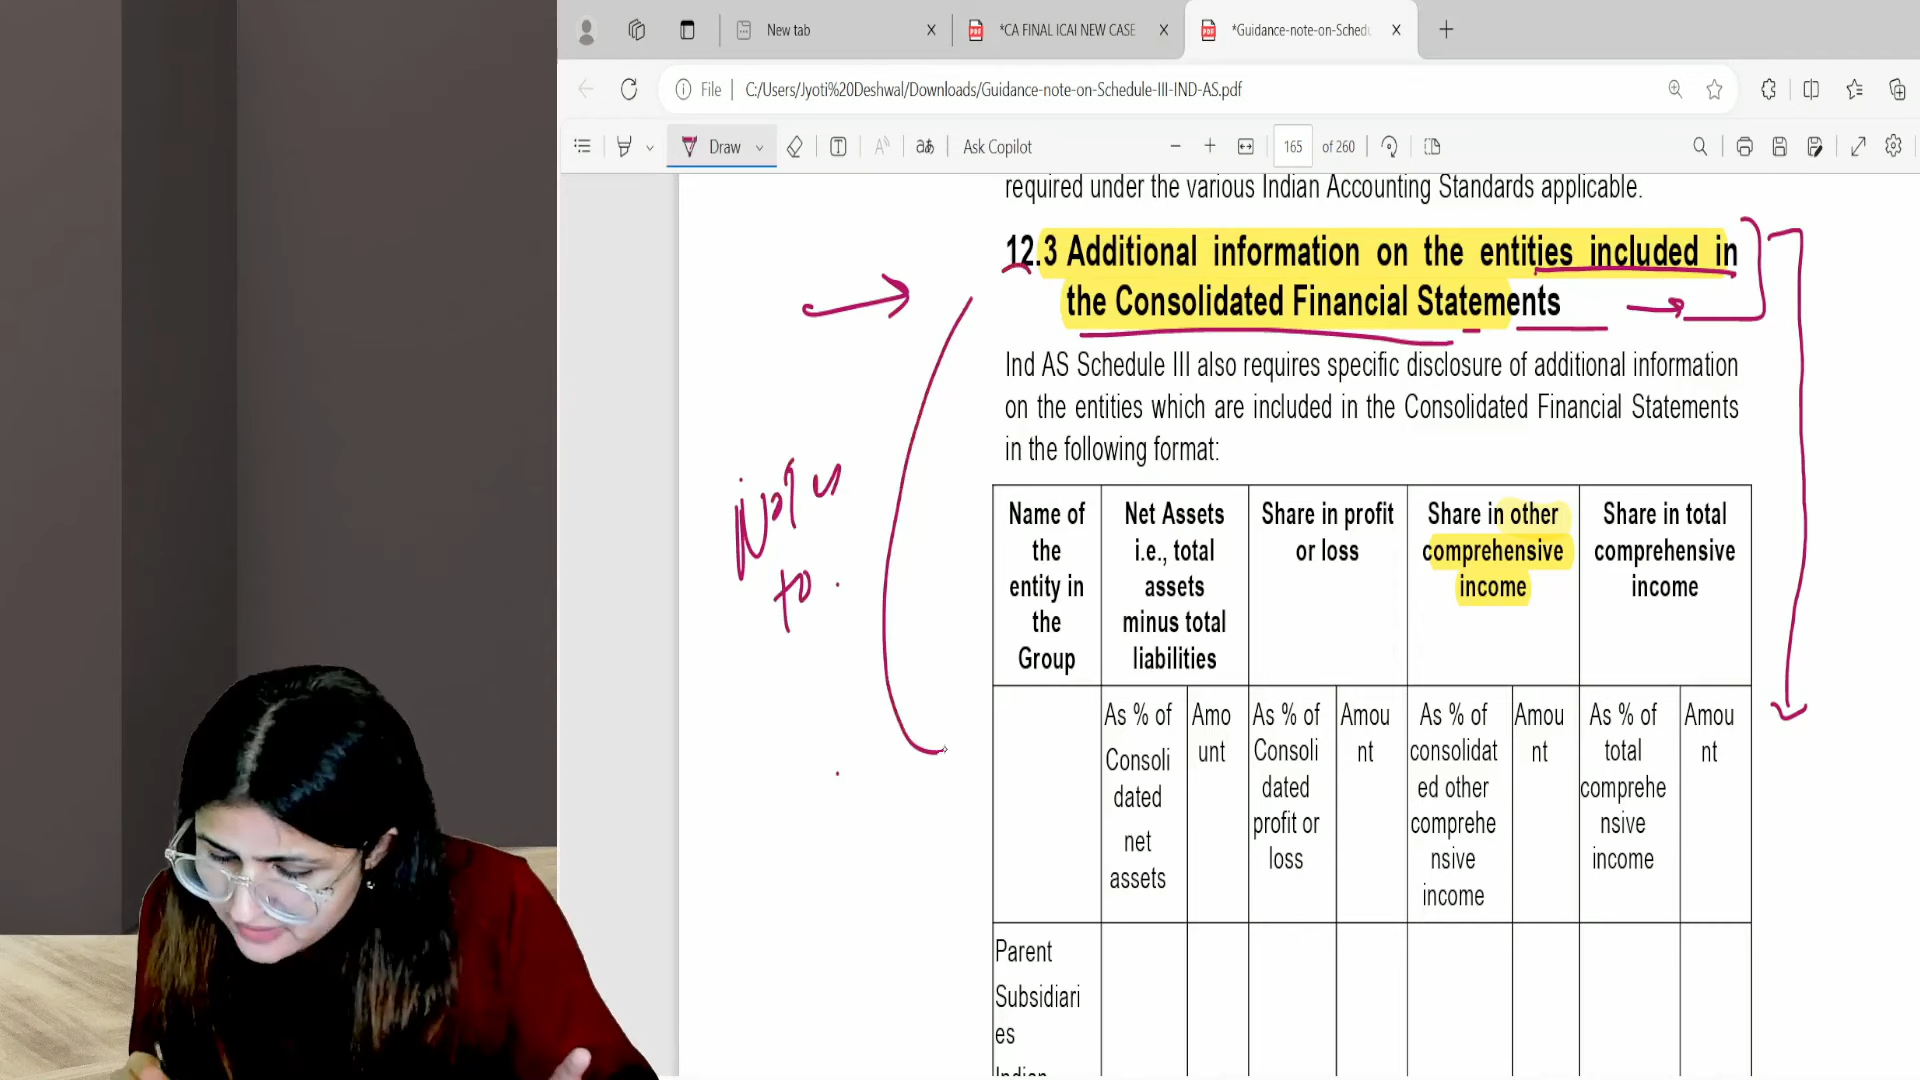 New tab
*CA FINAL ICAI NEW CASE
*Guidance-note-on-Schedu
File
C:/Users/Jyoti%20Deshwal/Downloads/Guidance-note-on-Schedule-III-IND-AS.pdf
Draw
aあ
Ask Copilot
165
of 260
required under the various Indian Accounting Standards applicable.
12.3 Additional information on the entities included in
the Consolidated Financial Statements
Ind AS Schedule III also requires specific disclosure of additional information
on the entities which are included in the Consolidated Financial Statements
in the following format:
Notes
to
Name of
the
entity in
the
Group
Net Assets
i.e., total
assets
minus total
liabilities
Share in profit
or loss
Share in other
comprehensive
income
Share in total
comprehensive
income
As % of
Consoli
dated
net
assets
Amo
unt
As % of
Consoli
dated
profit or
loss
Amou
nt
As % of
consolidat
ed other
comprehe
nsive
income
Amou
nt
As % of
total
comprehe
nsive
income
Amou
nt
Parent
Subsidiari
es
Indian